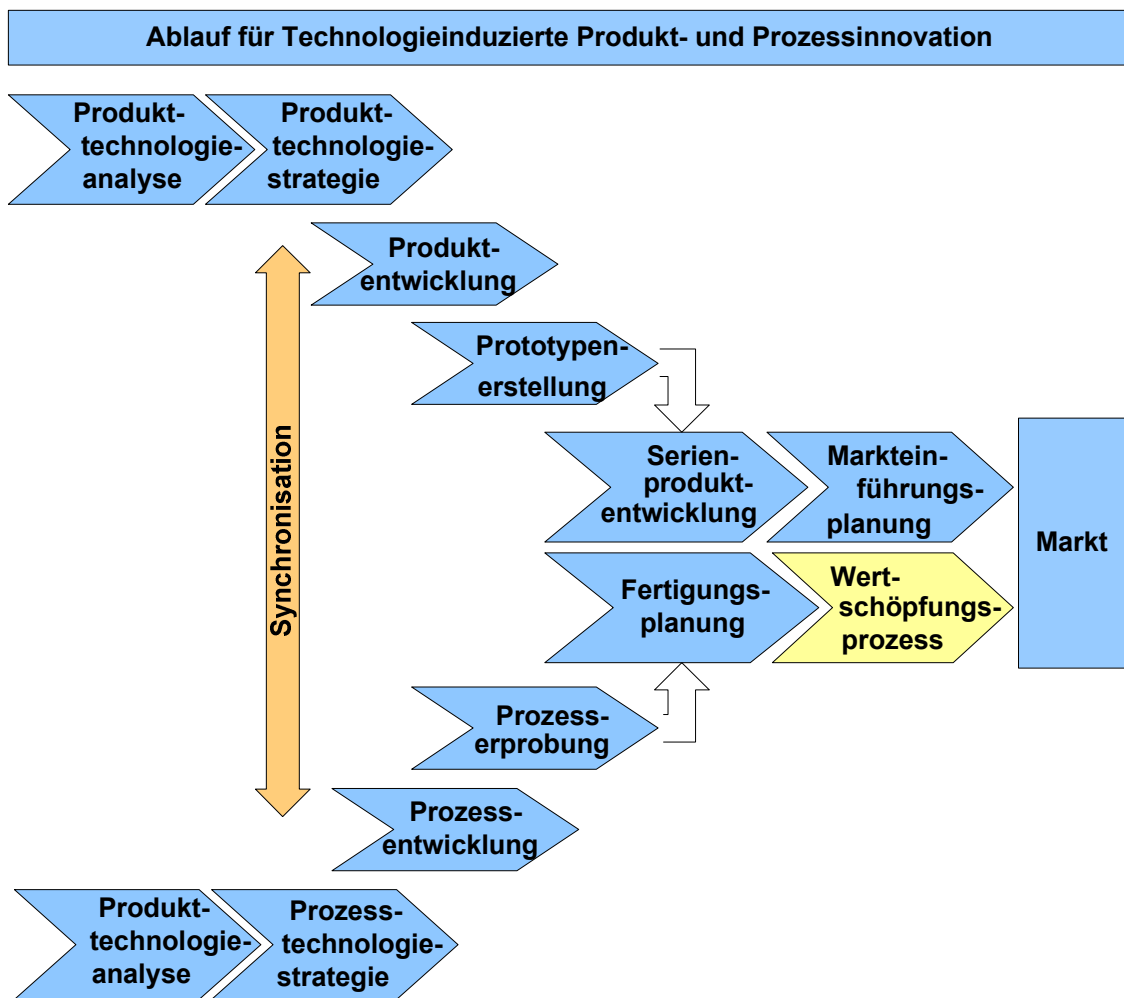 Ablauf für Technologieinduzierte Produkt- und Prozessinnovation
Produkt-
technologie-
analyse
Produkt-
technologie-
strategie
Produkt-
entwicklung
Prototypen-
erstellung
Synchronisation
Serien-
produkt-
entwicklung
Marktein-
führungs-
planung
Markt
Fertigungs-
planung
Wert-
schöpfungs-
prozess
Prozess-
erprobung
Prozess-
entwicklung
Produkt-
technologie-
analyse
Prozess-
technologie-
strategie